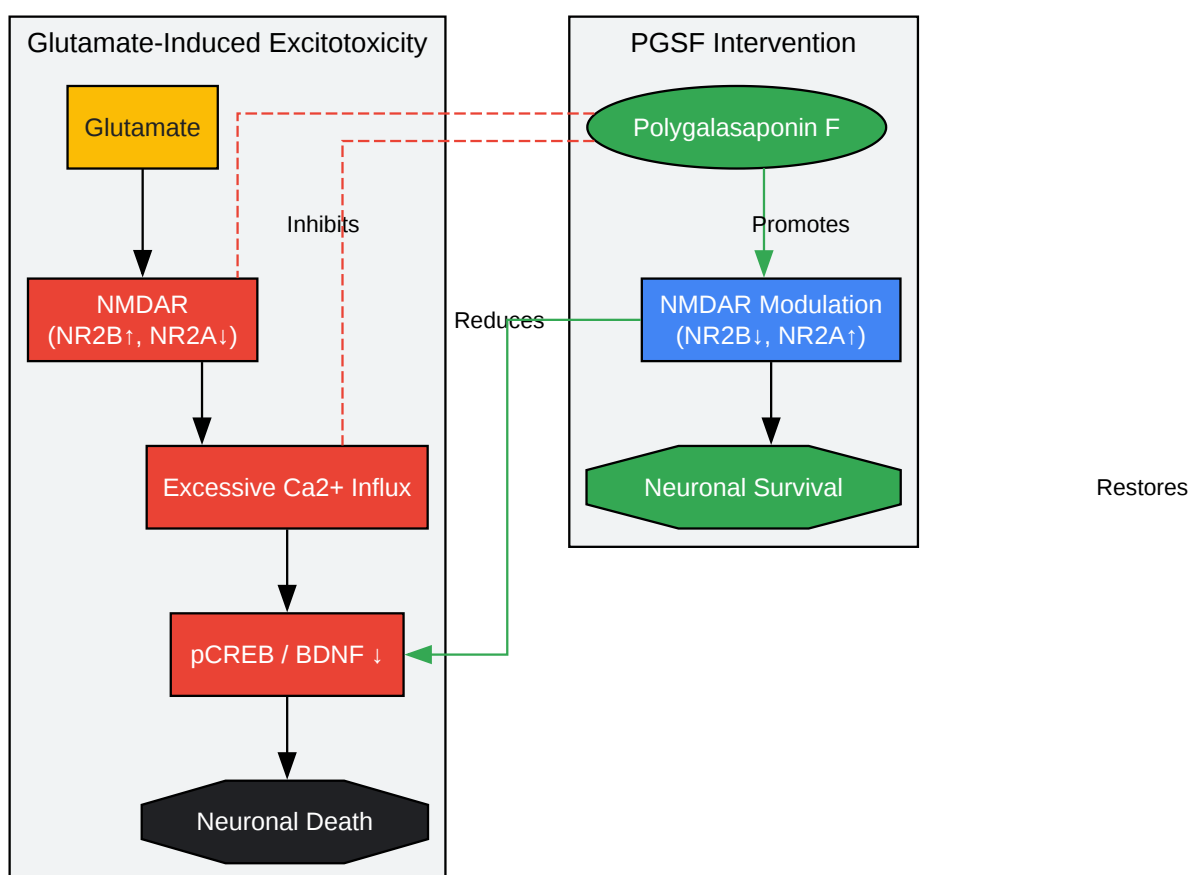 Glutamate-Induced Excitotoxicity
PGSF Intervention
Glutamate
Polygalasaponin F
Inhibits
Promotes
NMDAR
(NR2B↑, NR2A↓)
Reduces
NMDAR Modulation
(NR2B↓, NR2A↑)
Excessive Ca2+ Influx
Neuronal Survival
Restores
pCREB / BDNF ↓
Neuronal Death